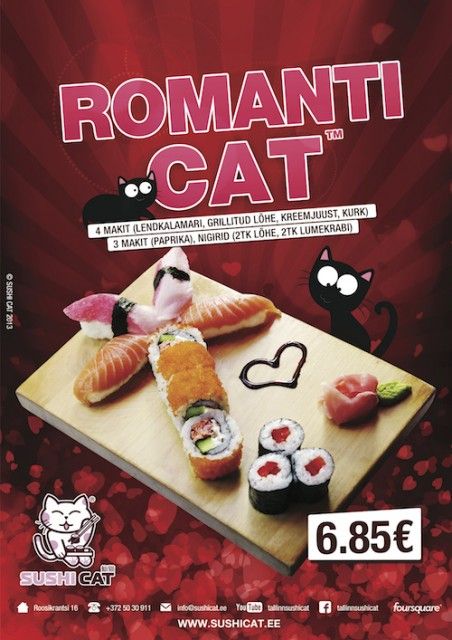 ROMANTI
CAT™
4 MAKIT (LENDKALAMARI, GRILLITUD LÕHE, KREEMJUUST, KURK)
3 MAKIT (PAPRIKA), NIGIRID (2TK LÕHE, 2TK LUMEKRABI)
© SUSHI CAT 2013
6.85€
SUSHI CAT
Roosikrantsi 16 +372 50 30 911 info@sushicat.ee YouTube tallinnsushicat tallinnsushicat foursquare
WWW.SUSHICAT.EE